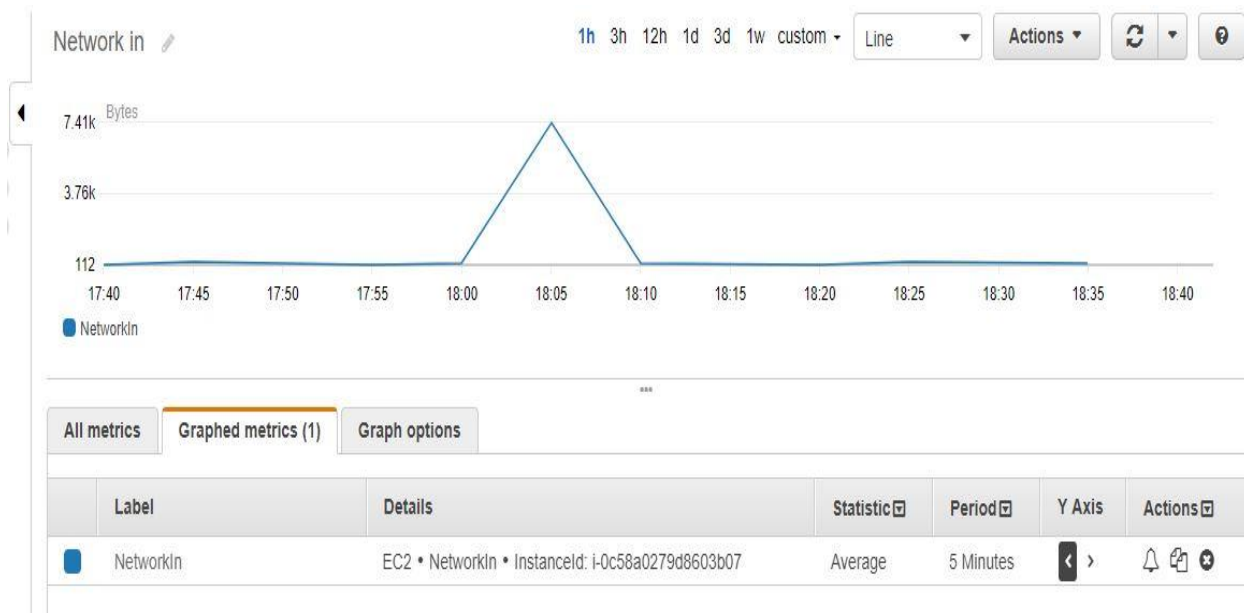 Network in
1h 3h 12h 1d 3d 1w custom
Line
Actions
Bytes
7.41k
3.76k
112
17:40 17:45 17:50 17:55 18:00 18:05 18:10 18:15 18:20 18:25 18:30 18:35 18:40
NetworkIn
All metrics Graphed metrics (1) Graph options
Label Details Statistic Period Y Axis Actions
NetworkIn EC2 • NetworkIn • InstanceId: i-0c58a0279d8603b07 Average 5 Minutes